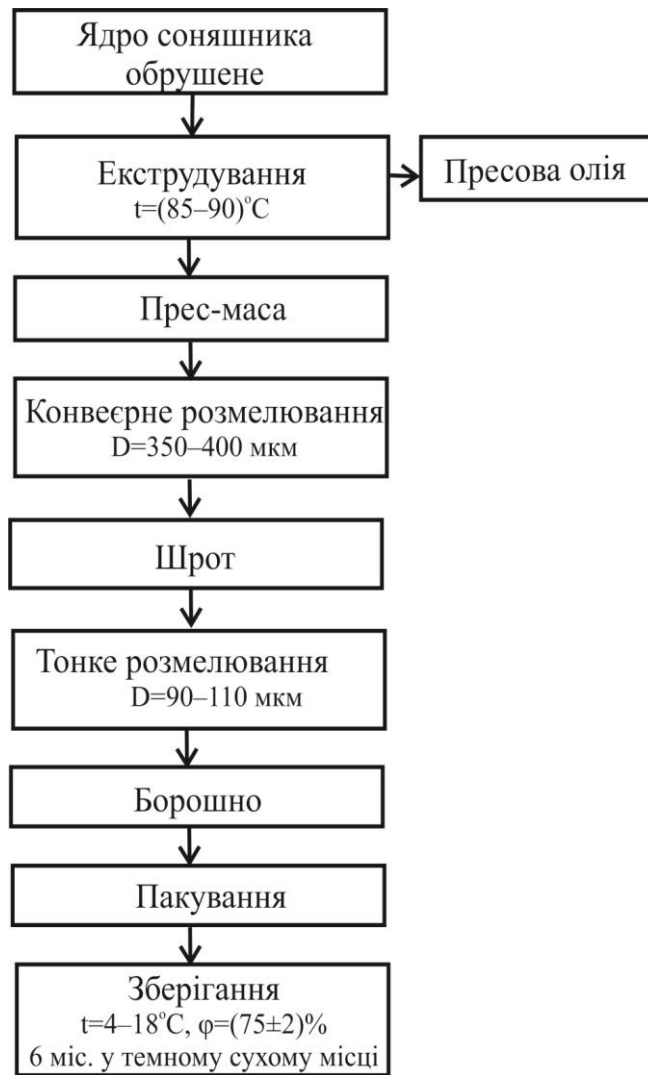 Ядро соняшника
обрушене
Екструдування
t=(85–90)°С
Пресова олія
Прес-маса
Конвеєрне розмелювання
D=350–400 мкм
Шрот
Тонке розмелювання
D=90–110 мкм
Борошно
Пакування
Зберігання
t=4–18°С, φ=(75±2)%
6 міс. у темному сухому місці